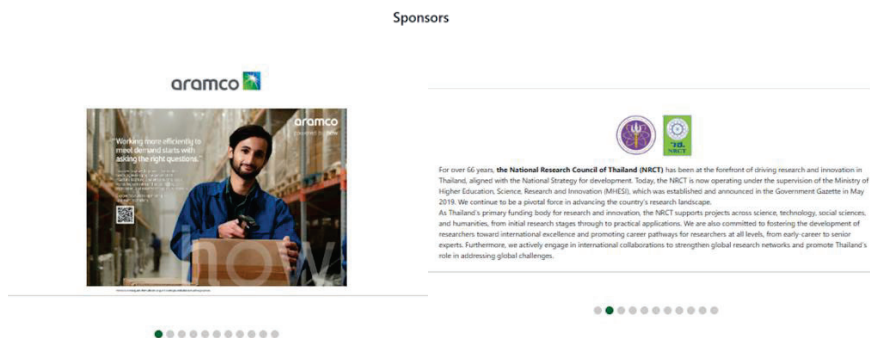 Sponsors
aramco
aramco
Working more efficiently to
meet demand starts with
asking the right questions.
how
วช.
NRCT
For over 66 years, the National Research Council of Thailand (NRCT) has been at the forefront of driving research and innovation in
Thailand, aligned with the National Strategy for development. Today, the NRCT is now operating under the supervision of the Ministry of
Higher Education, Science, Research and Innovation (MHESI), which was established and announced in the Government Gazette in May
2019. We continue to be a pivotal force in advancing the country's research landscape.
As Thailand's primary funding body for research and innovation, the NRCT supports projects across science, technology, social sciences,
and humanities, from initial research stages through to practical applications. We are also committed to fostering the development of
researchers toward international excellence and promoting career pathways for researchers at all levels, from early-career to senior
experts. Furthermore, we actively engage in international collaborations to strengthen global research networks and promote Thailand's
role in addressing global challenges.